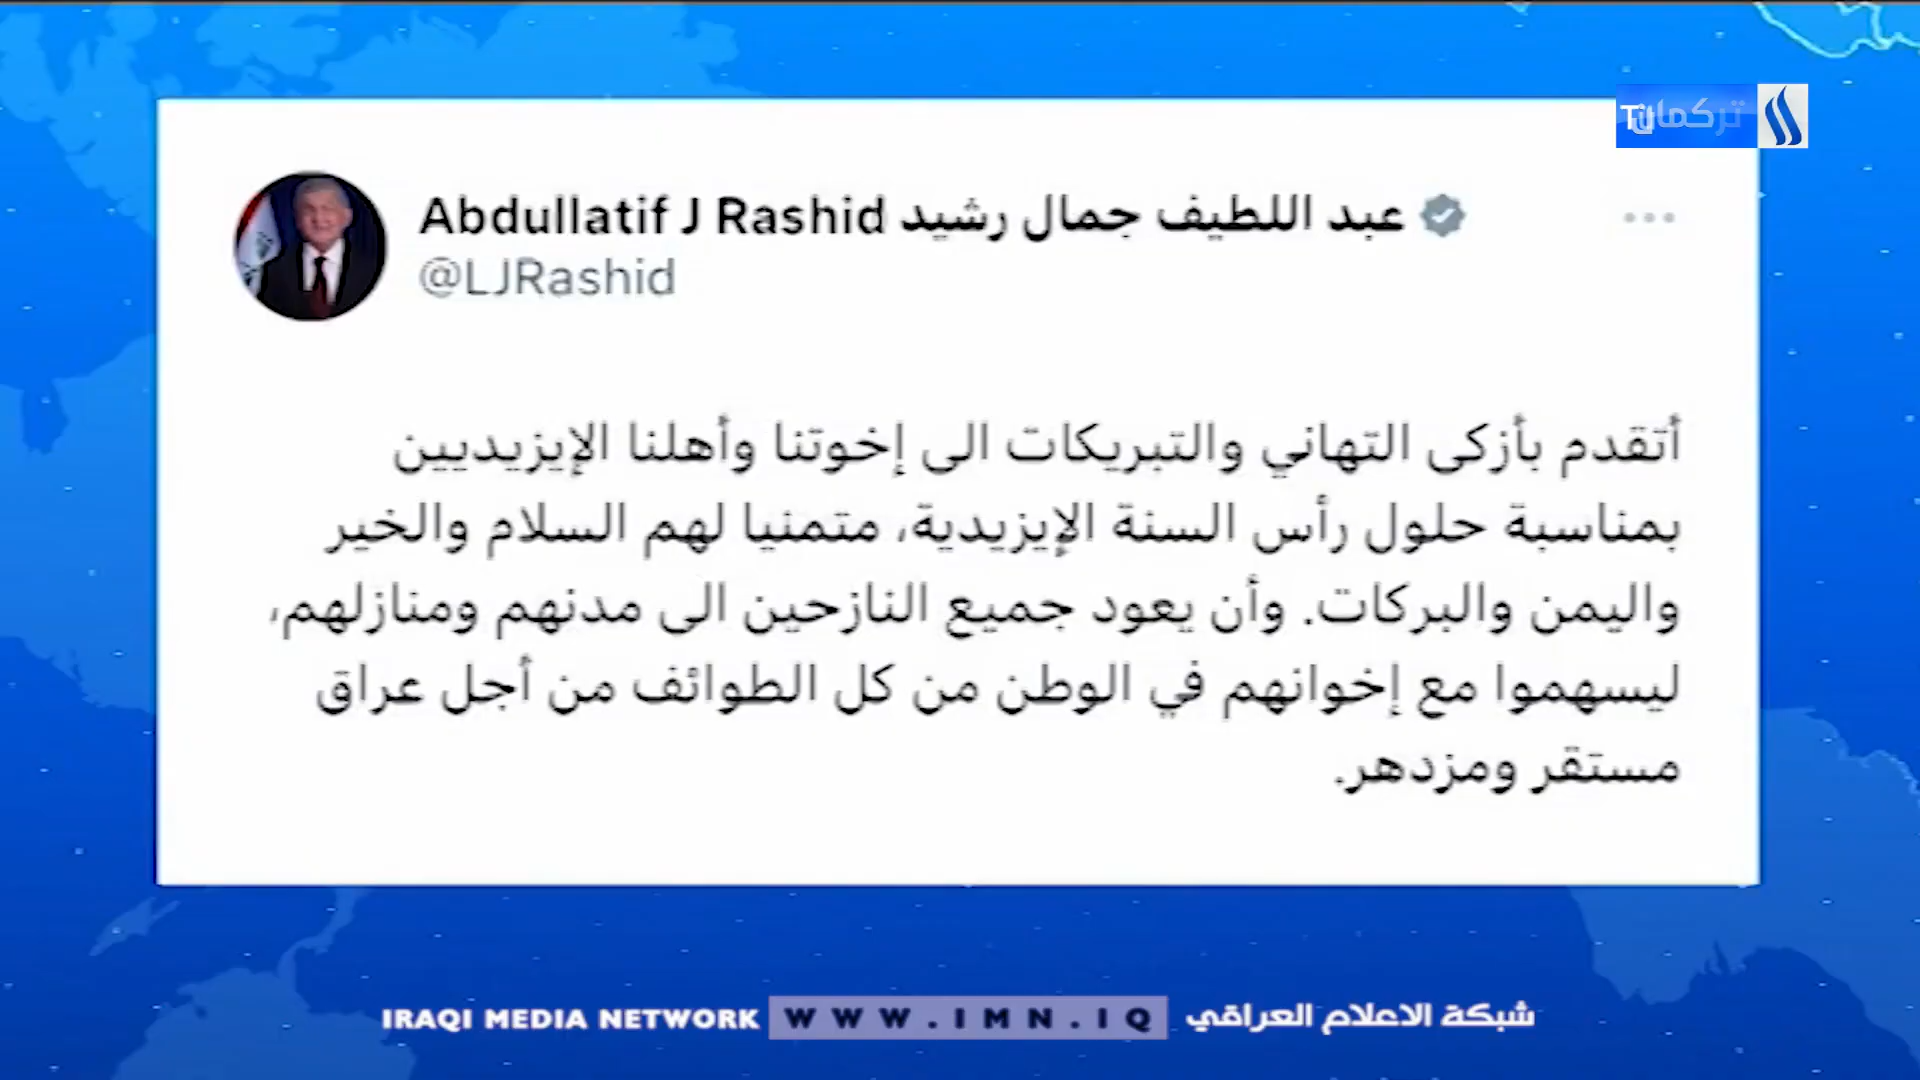 تركمان
Abdullatif J Rashid عبد اللطيف جمال رشيد
@LJRashid
أتقدم بأزكى التهاني والتبريكات الى إخوتنا وأهلنا الإيزيديين
بمناسبة حلول رأس السنة الإيزيدية، متمنيا لهم السلام والخير
واليمن والبركات. وأن يعود جميع النازحين الى مدنهم ومنازلهم،
ليسهموا مع إخوانهم في الوطن من كل الطوائف من أجل عراق
مستقر ومزدهر.
IRAQI MEDIA NETWORK WWW.IMN.IQ شبكة الاعلام العراقي